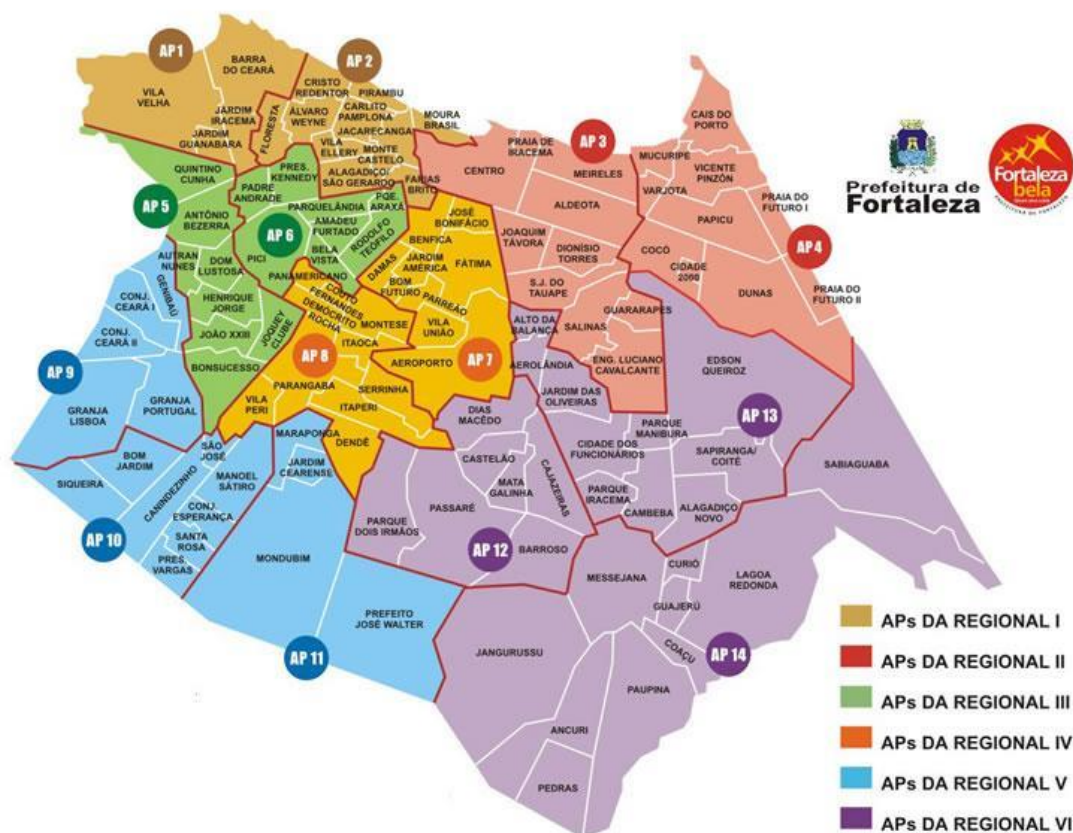 AP 1
BARRA
DO CEARÁ
VILA
VELHA
JARDIM
IRACEMA
JARDIM
GUANABARA
FLORESTA
AP 2
CRISTO
REDENTOR
PIRAMBU
ÁLVARO
WEYNE
CARLITO
PAMPLONA
JACARECANGA
VILA
ELLERY
MONTE
CASTELO
ALAGADIÇO/
SÃO GERARDO
MOURA
BRASIL
FARIAS
BRITO
AP 3
CENTRO
PRAIA DE
IRACEMA
MEIRELES
ALDEOTA
JOAQUIM
TÁVORA
DIONÍSIO
TORRES
S.J. DO
TAUAPE
SALINAS
GUARARAPES
ENG. LUCIANO
CAVALCANTE
CAIS DO
PORTO
MUCURIPE
VARJOTA
VICENTE
PINZÓN
PRAIA DO
FUTURO I
PAPICU
AP 4
COCÓ
CIDADE
2000
DUNAS
PRAIA DO
FUTURO II
Prefeitura de
Fortaleza
Fortaleza
bela
AP 5
QUINTINO
CUNHA
ANTÔNIO
BEZERRA
AUTRAN
NUNES
DOM
LUSTOSA
HENRIQUE
JORGE
JOÃO XXIII
JOQUEY
CLUBE
BONSUCESSO
AP 6
PADRE
ANDRADE
PRES.
KENNEDY
PARQUELÂNDIA
PQE.
ARAXÁ
AMADEU
FURTADO
RODOLFO
TEÓFILO
PICI
BELA
VISTA
PANAMERICANO
COUTO
FERNANDES
DEMÓCRITO
ROCHA
MONTESE
ITAOCA
AP 8
PARANGABA
SERRINHA
VILA
PERI
ITAPERI
DENDÊ
JOSÉ
BONIFÁCIO
BENFICA
DAMAS
JARDIM
AMÉRICA
FÁTIMA
BOM
FUTURO
PARREÃO
VILA
UNIÃO
AEROPORTO
AP 7
GENIBAÚ
CONJ.
CEARÁ I
CONJ.
CEARÁ II
AP 9
GRANJA
LISBOA
GRANJA
PORTUGAL
BOM
JARDIM
SIQUEIRA
SÃO
JOSÉ
CANINDEZINHO
MANOEL
SÁTIRO
CONJ.
ESPERANÇA
SANTA
ROSA
PRES.
VARGAS
AP 10
MARAPONGA
JARDIM
CEARENSE
MONDUBIM
PREFEITO
JOSÉ WALTER
AP 11
ALTO DA
BALANÇA
AEROLÂNDIA
JARDIM DAS
OLIVEIRAS
DIAS
MACÊDO
CASTELÃO
MATA
GALINHA
CAJAZEIRAS
PASSARÉ
PARQUE
DOIS IRMÃOS
BARROSO
AP 12
EDSON
QUEIROZ
AP 13
PARQUE
MANIBURA
CIDADE DOS
FUNCIONÁRIOS
SAPIRANGA/
COITÉ
SABIAGUABA
PARQUE
IRACEMA
CAMBEBA
ALAGADIÇO
NOVO
MESSEJANA
CURIÓ
LAGOA
REDONDA
GUAJERÚ
COAÇU
AP 14
JANGURUSSU
PAUPINA
ANCURI
PEDRAS
APs DA REGIONAL I
APs DA REGIONAL II
APs DA REGIONAL III
APs DA REGIONAL IV
APs DA REGIONAL V
APs DA REGIONAL VI